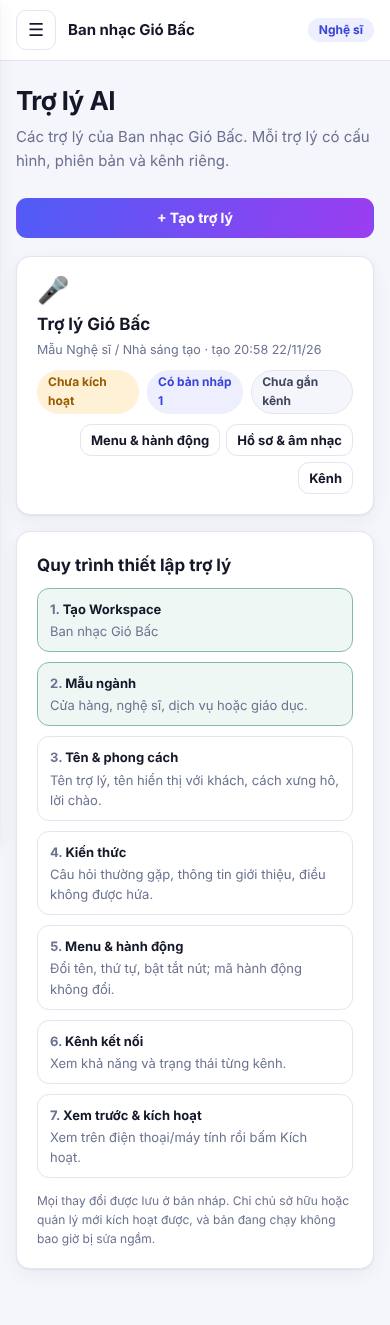 ☰ Ban nhạc Gió Bấc Nghệ sĩ
Trợ lý AI
Các trợ lý của Ban nhạc Gió Bấc. Mỗi trợ lý có cấu
hình, phiên bản và kênh riêng.
+ Tạo trợ lý
Trợ lý Gió Bấc
Mẫu Nghệ sĩ / Nhà sáng tạo · tạo 20:58 22/11/26
Chưa kích
hoạt
Có bản nháp
1
Chưa gắn
kênh
Menu & hành động
Hồ sơ & âm nhạc
Kênh
Quy trình thiết lập trợ lý
1. Tạo Workspace
Ban nhạc Gió Bấc
2. Mẫu ngành
Cửa hàng, nghệ sĩ, dịch vụ hoặc giáo dục.
3. Tên & phong cách
Tên trợ lý, tên hiển thị với khách, cách xưng hô,
lời chào.
4. Kiến thức
Câu hỏi thường gặp, thông tin giới thiệu, điều
không được hứa.
5. Menu & hành động
Đổi tên, thứ tự, bật tắt nút; mã hành động
không đổi.
6. Kênh kết nối
Xem khả năng và trạng thái từng kênh.
7. Xem trước & kích hoạt
Xem trên điện thoại/máy tính rồi bấm Kích
hoạt.
Mọi thay đổi được lưu ở bản nháp. Chỉ chủ sở hữu hoặc
quản lý mới kích hoạt được, và bản đang chạy không
bao giờ bị sửa ngầm.